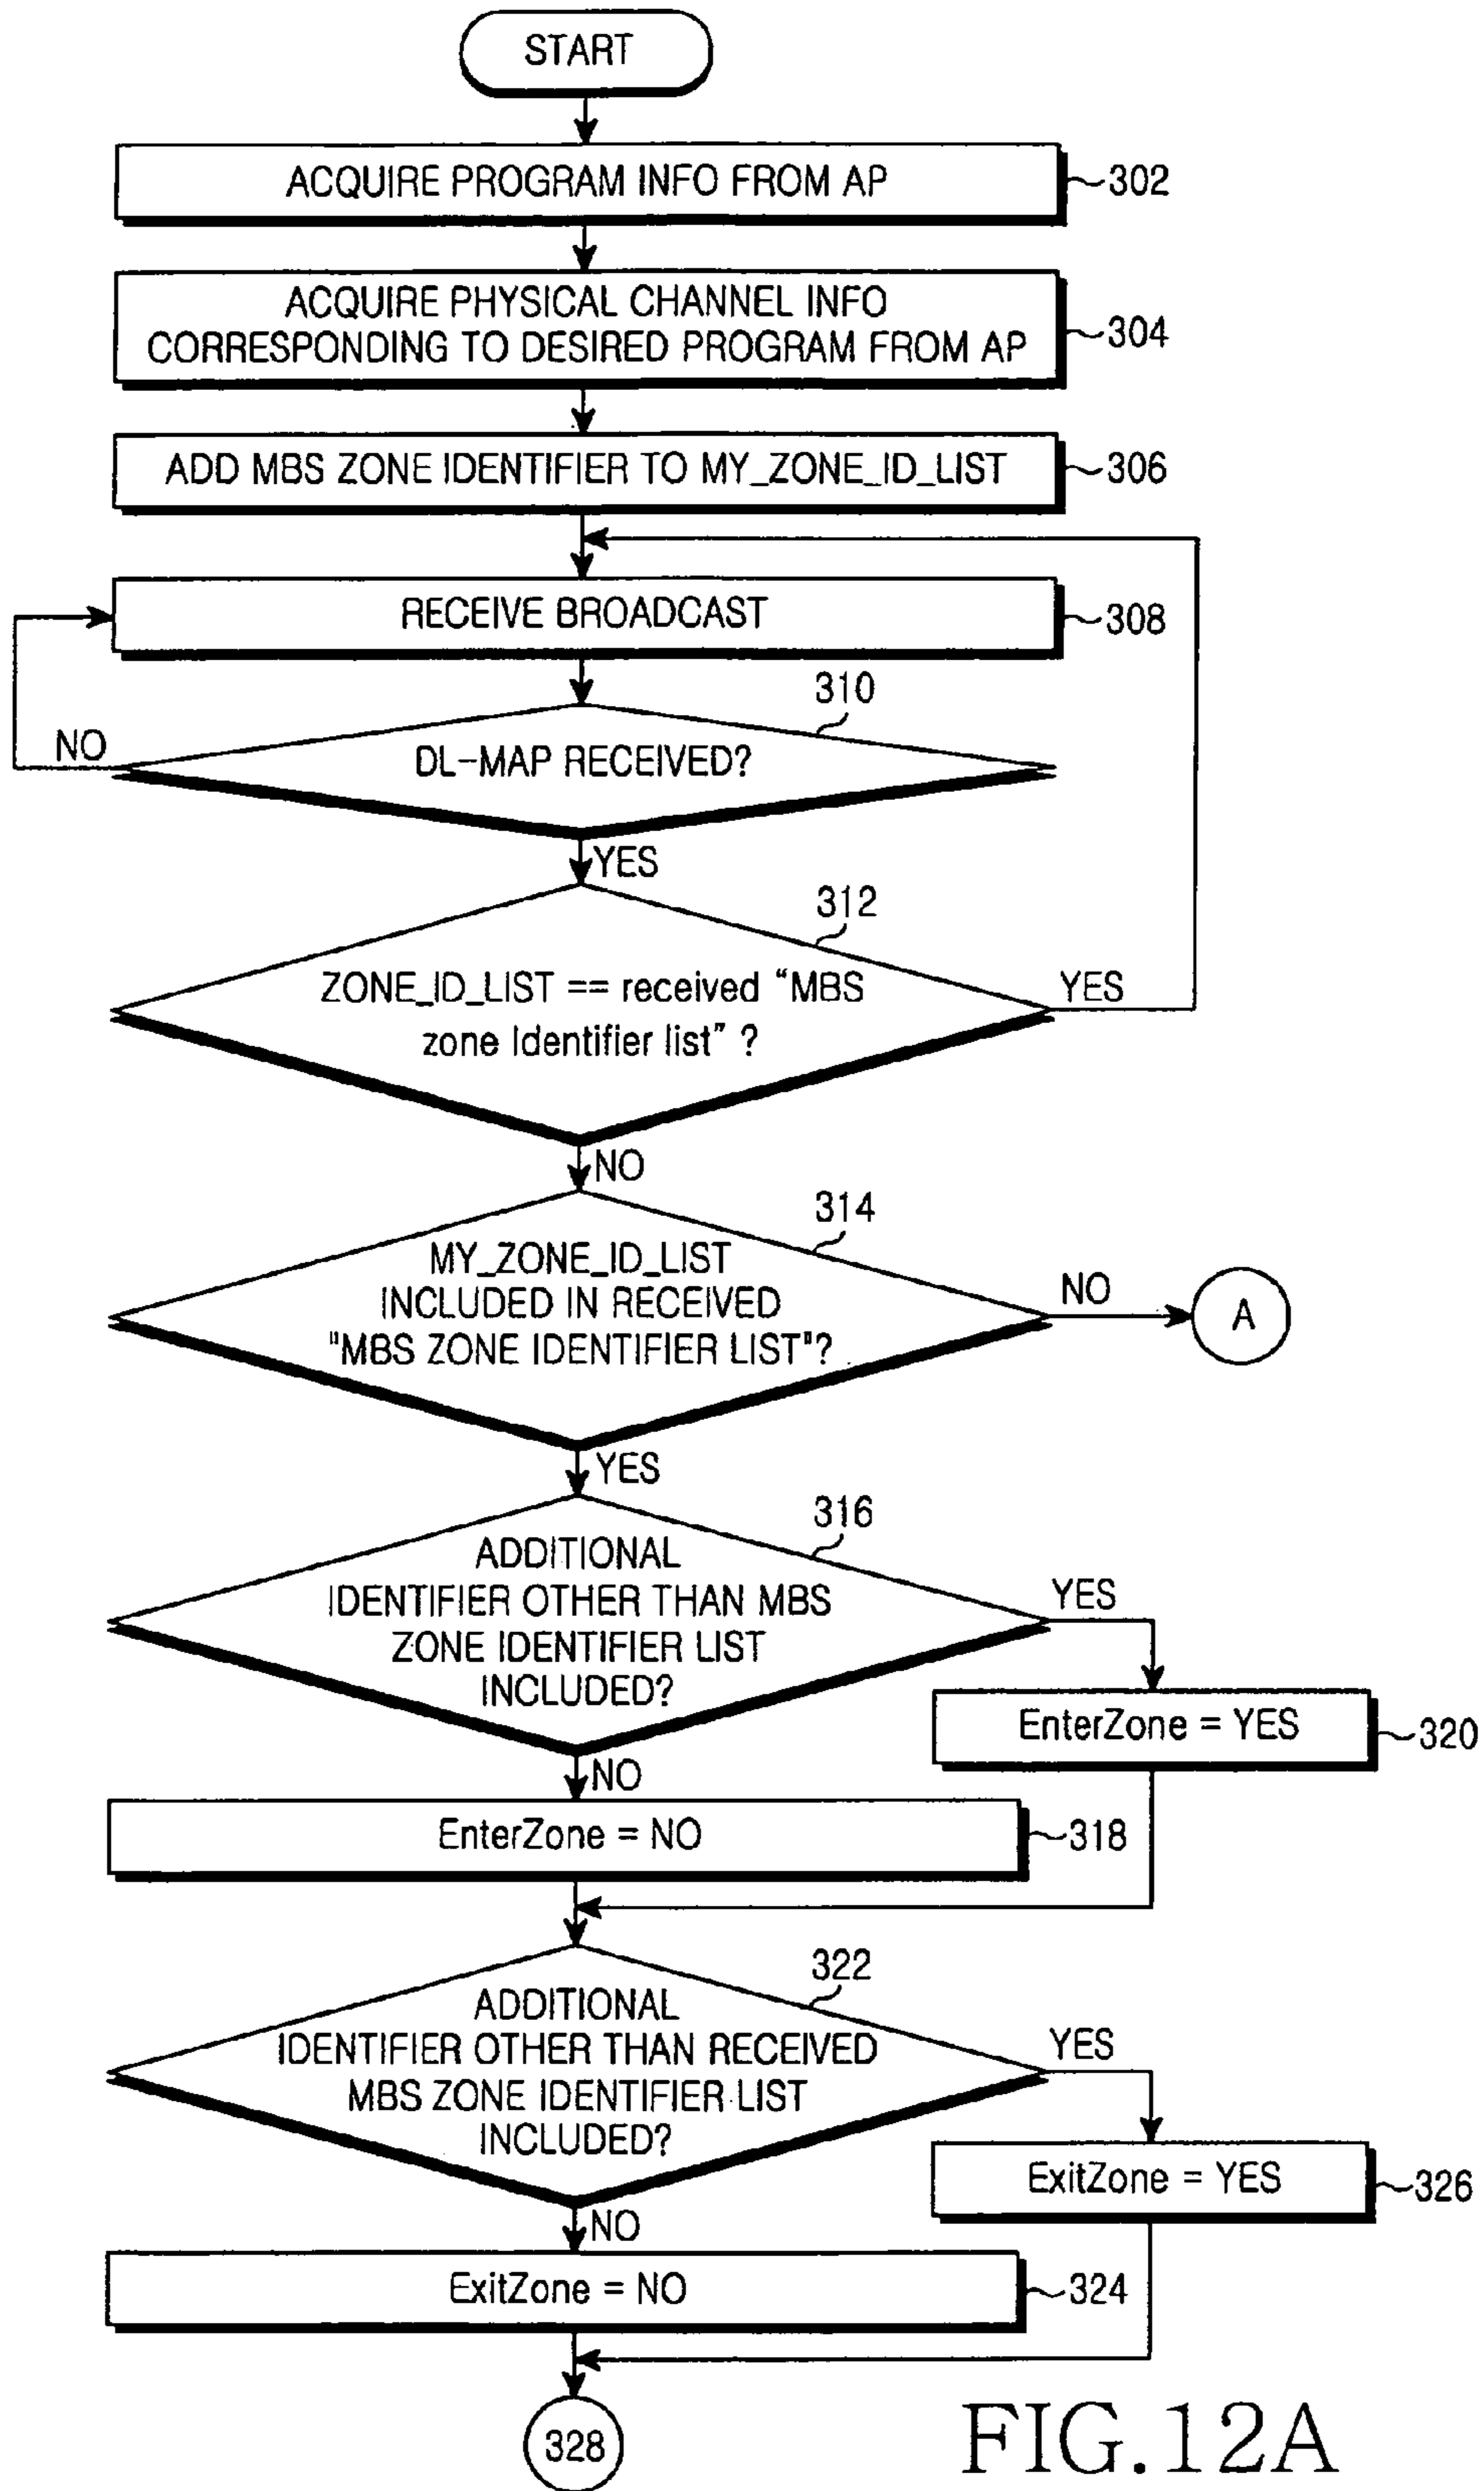 START
ACQUIRE PROGRAM INFO FROM AP
302
ACQUIRE PHYSICAL CHANNEL INFO
CORRESPONDING TO DESIRED PROGRAM FROM AP
304
ADD MBS ZONE IDENTIFIER TO MY_ZONE_ID_LIST
306
RECEIVE BROADCAST
308
310
NO
DL-MAP RECEIVED?
YES
312
ZONE_ID_LIST == received "MBS
zone Identifier list" ?
YES
NO
314
MY_ZONE_ID_LIST
INCLUDED IN RECEIVED
"MBS ZONE IDENTIFIER LIST"?
NO
A
YES
316
ADDITIONAL
IDENTIFIER OTHER THAN MBS
ZONE IDENTIFIER LIST
INCLUDED?
YES
EnterZone = YES
320
NO
EnterZone = NO
318
322
ADDITIONAL
IDENTIFIER OTHER THAN RECEIVED
MBS ZONE IDENTIFIER LIST
INCLUDED?
YES
ExitZone = YES
326
NO
ExitZone = NO
324
328
FIG.12A